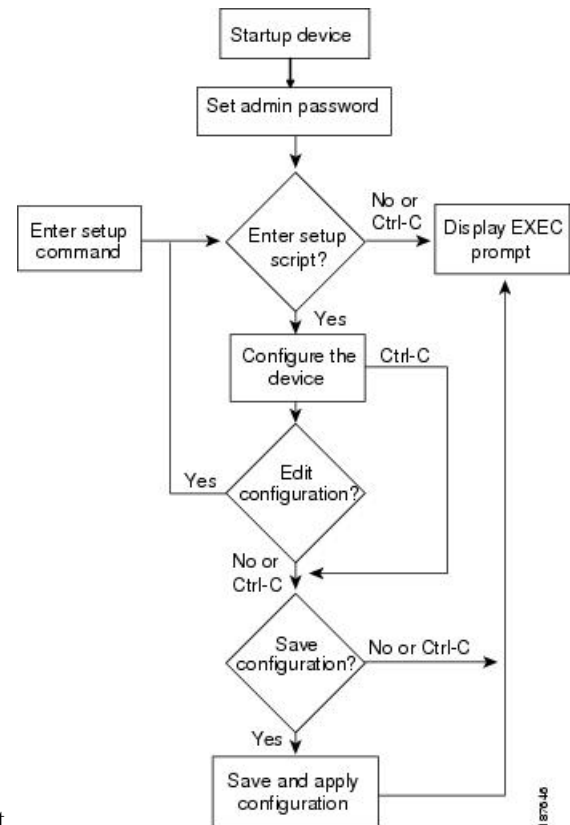 Startup device
Set admin password
No or
Ctrl-C
Enter setup
command
Enter setup
script?
Display EXEC
prompt
Yes
Configure the
device
Ctrl-C
Yes
Edit
configuration?
No or
Ctrl-C
Save
configuration?
No or Ctrl-C
Yes
Save and apply
configuration
187646